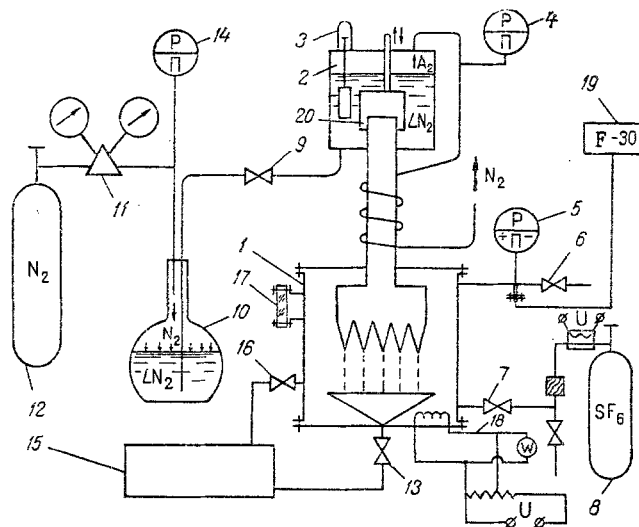 14
P
П
3
2
↑A₂
20
LN₂
4
P
П
19
F-30
9
N₂
5
P
+П-
6
11
1
17
N₂
12
N₂
LN₂
10
16
7
U
18
W
SF₆
8
15
13
U